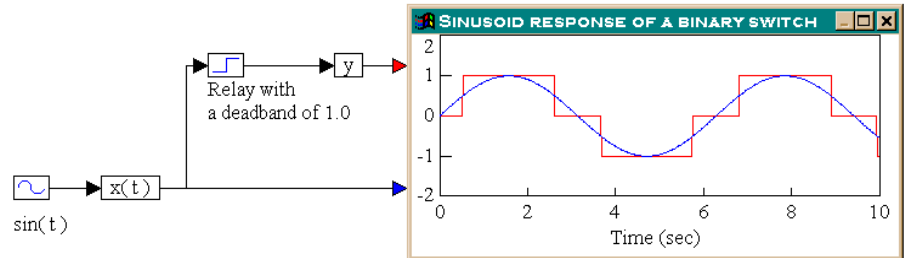 SINUSOID RESPONSE OF A BINARY SWITCH
y
Relay with
a deadband of 1.0
x(t)
sin(t)
2
1
0
-1
-2
0 2 4 6 8 10
Time (sec)